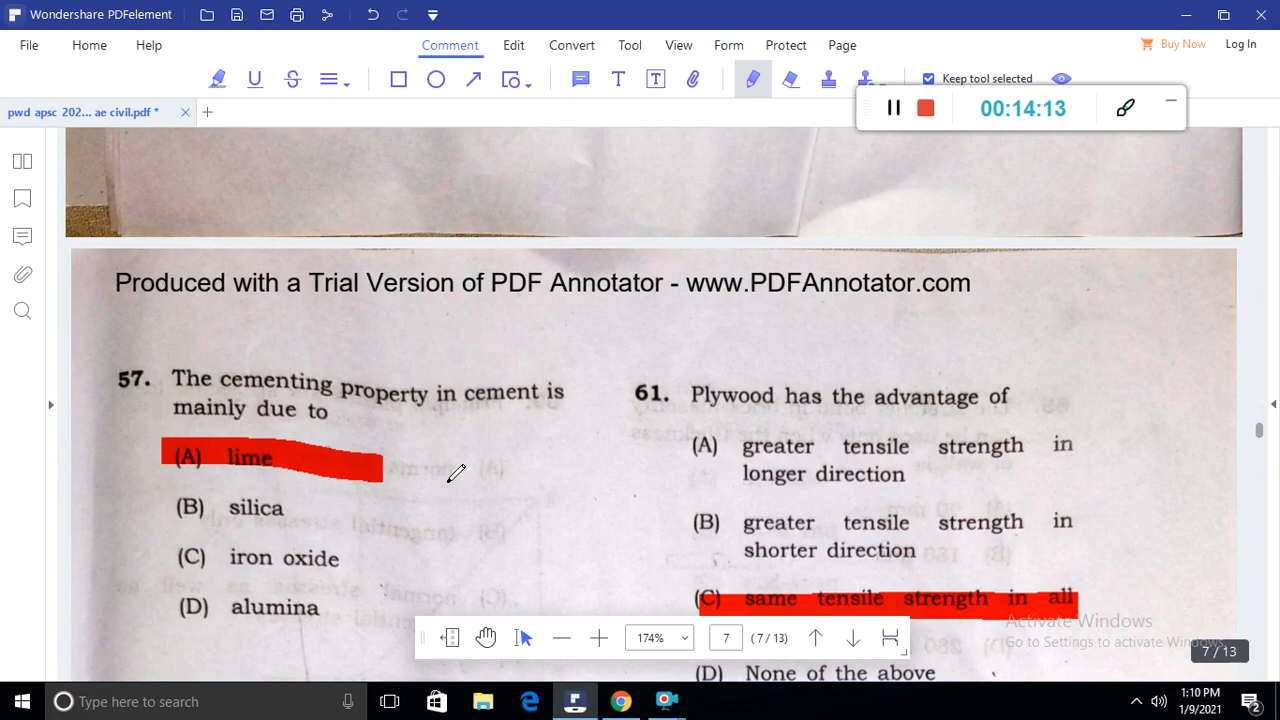 Wondershare PDFelement
File Home Help Comment Edit Convert Tool View Form Protect Page Buy Now Log In
Keep tool selected
pwd apsc 202... ae civil.pdf *
00:14:13
Produced with a Trial Version of PDF Annotator - www.PDFAnnotator.com
57. The cementing property in cement is
mainly due to
(A) lime
(B) silica
(C) iron oxide
(D) alumina
61. Plywood has the advantage of
(A) greater tensile strength in
longer direction
(B) greater tensile strength in
shorter direction
(C) same tensile strength in all
(D) None of the above
Activate Windows
Go to Settings to activate Windows.
174% 7 (7 / 13)
7 / 13
Type here to search
1:10 PM
1/9/2021
2